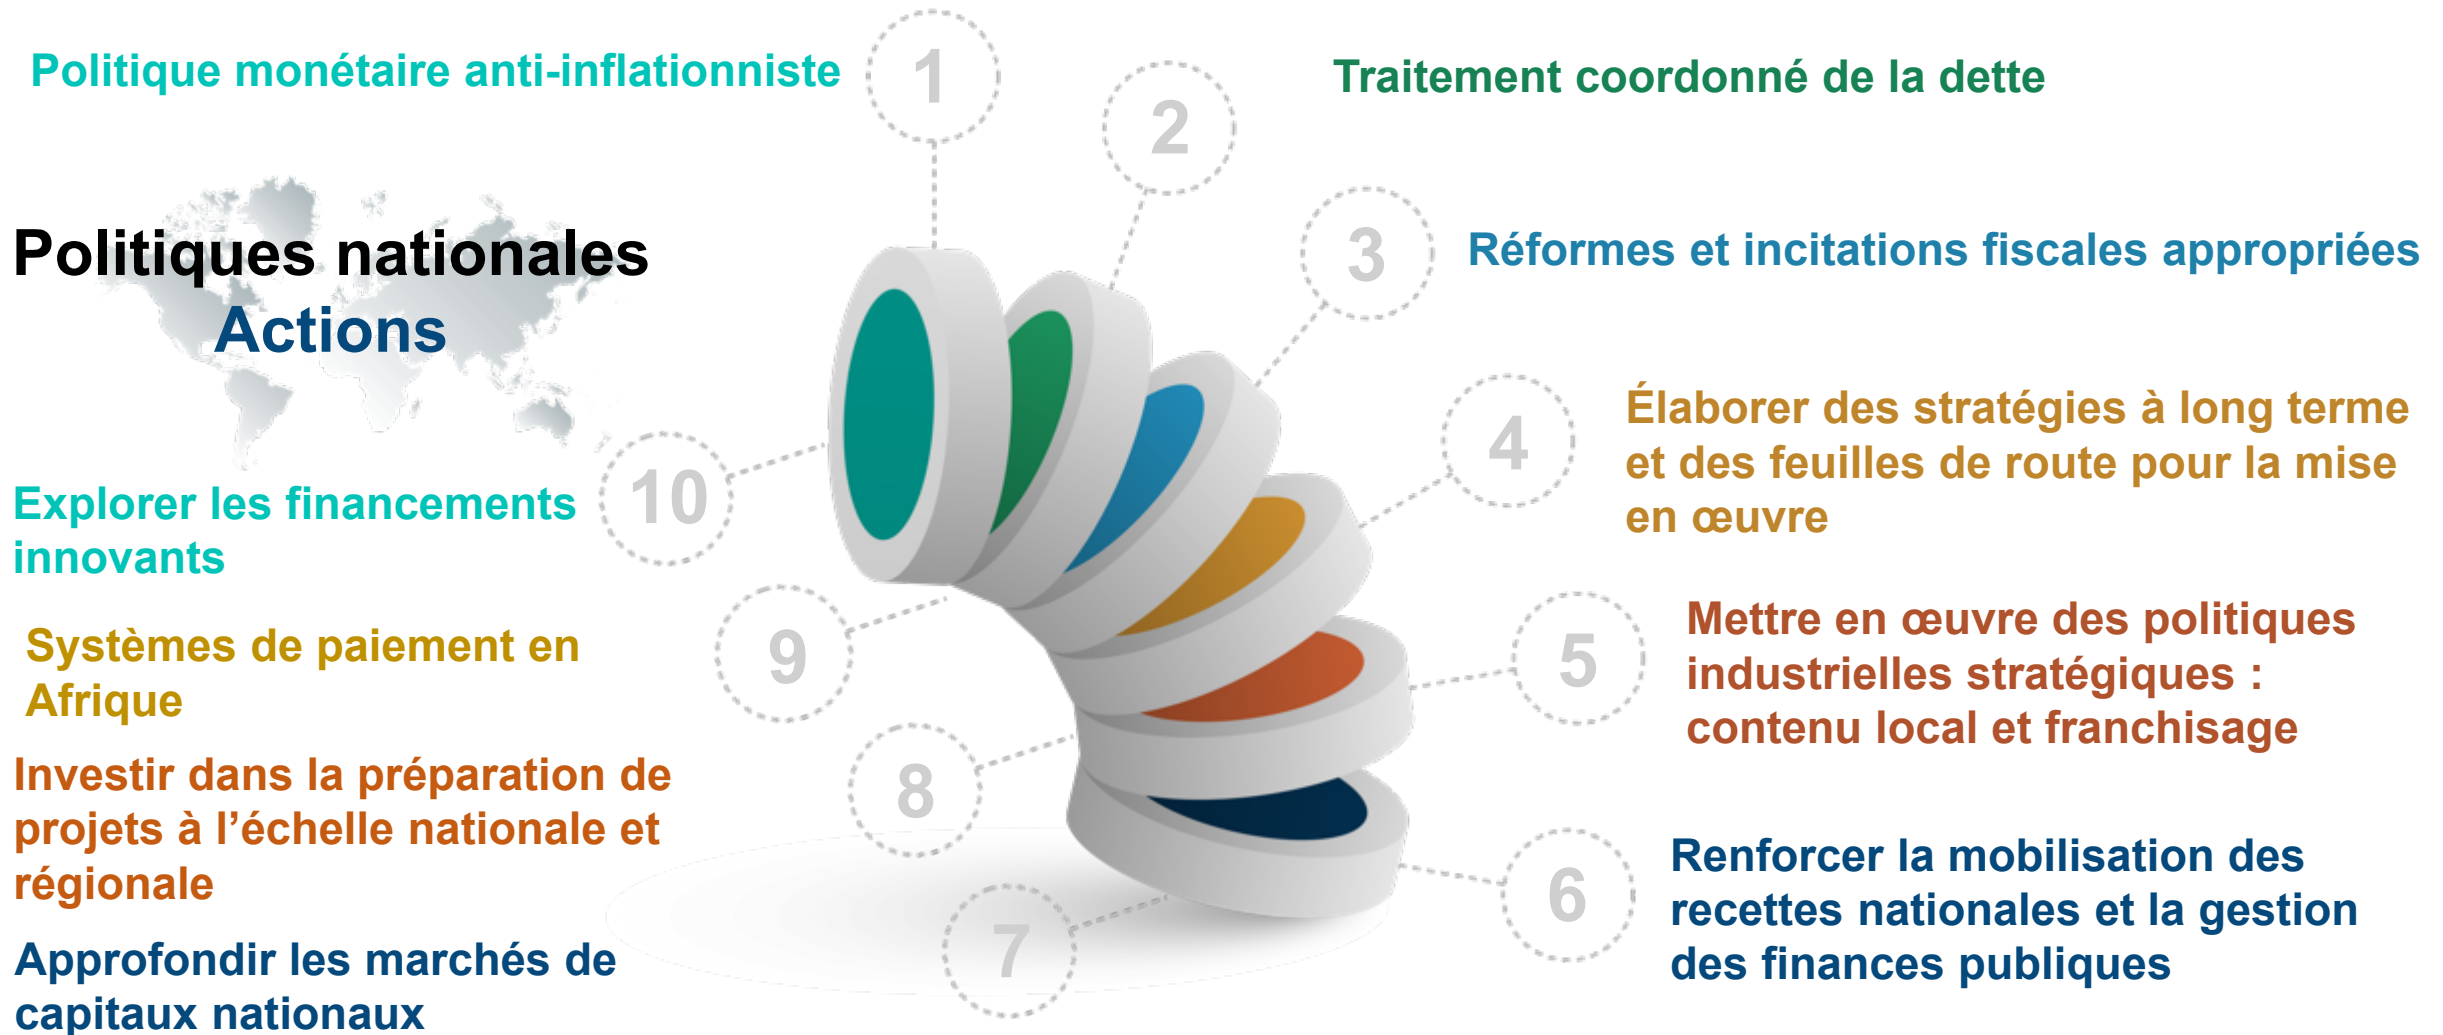 Politique monétaire anti-inflationniste
1
2
Traitement coordonné de la dette
Politiques nationales
Actions
3
Réformes et incitations fiscales appropriées
4
Élaborer des stratégies à long terme
et des feuilles de route pour la mise
en œuvre
5
Mettre en œuvre des politiques
industrielles stratégiques :
contenu local et franchisage
6
Renforcer la mobilisation des
recettes nationales et la gestion
des finances publiques
10
Explorer les financements
innovants
9
Systèmes de paiement en
Afrique
8
Investir dans la préparation de
projets à l’échelle nationale et
régionale
7
Approfondir les marchés de
capitaux nationaux